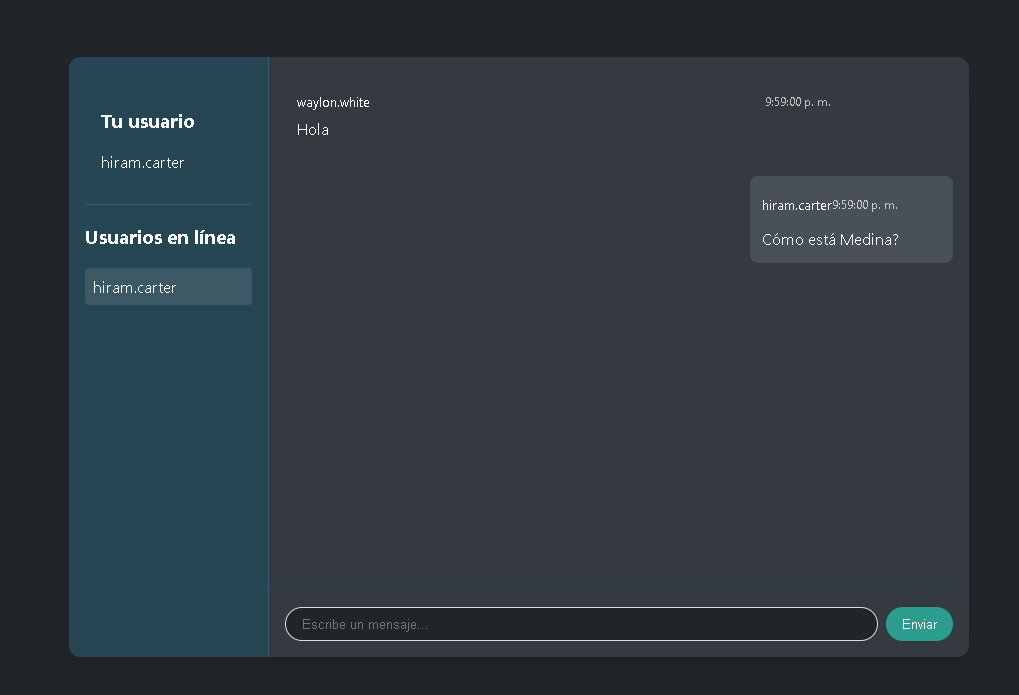 Tu usuario
hiram.carter
Usuarios en línea
hiram.carter
waylon.white 9:59:00 p. m.
Hola
hiram.carter9:59:00 p. m.
Cómo está Medina?
Escribe un mensaje...
Enviar